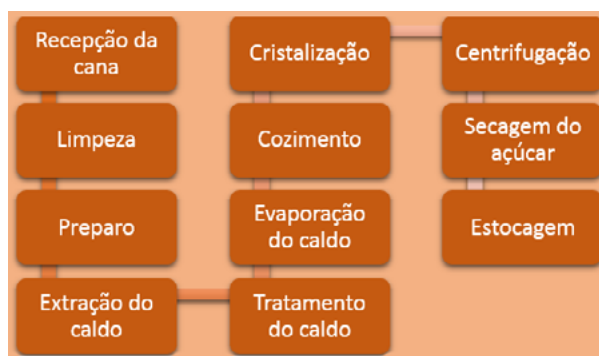 Recepção da
cana
Limpeza
Preparo
Extração do
caldo
Tratamento
do caldo
Evaporação
do caldo
Cozimento
Cristalização
Centrifugação
Secagem do
açúcar
Estocagem